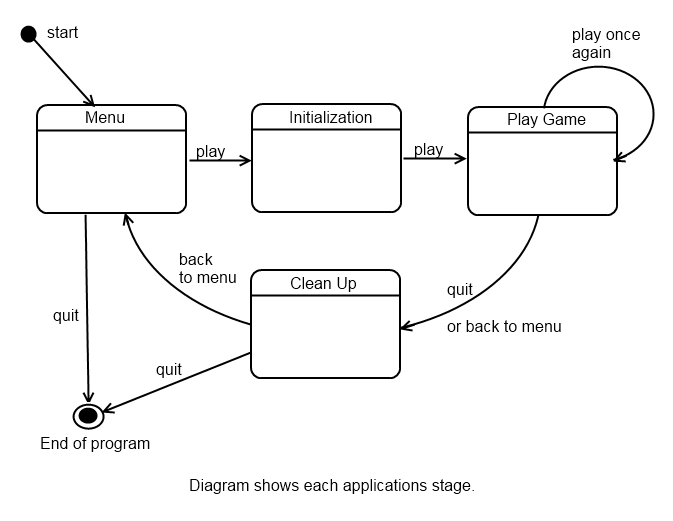 start
play once
again
Menu
Initialization
Play Game
play
play
back
to menu
Clean Up
quit
or back to menu
quit
quit
End of program
Diagram shows each applications stage.